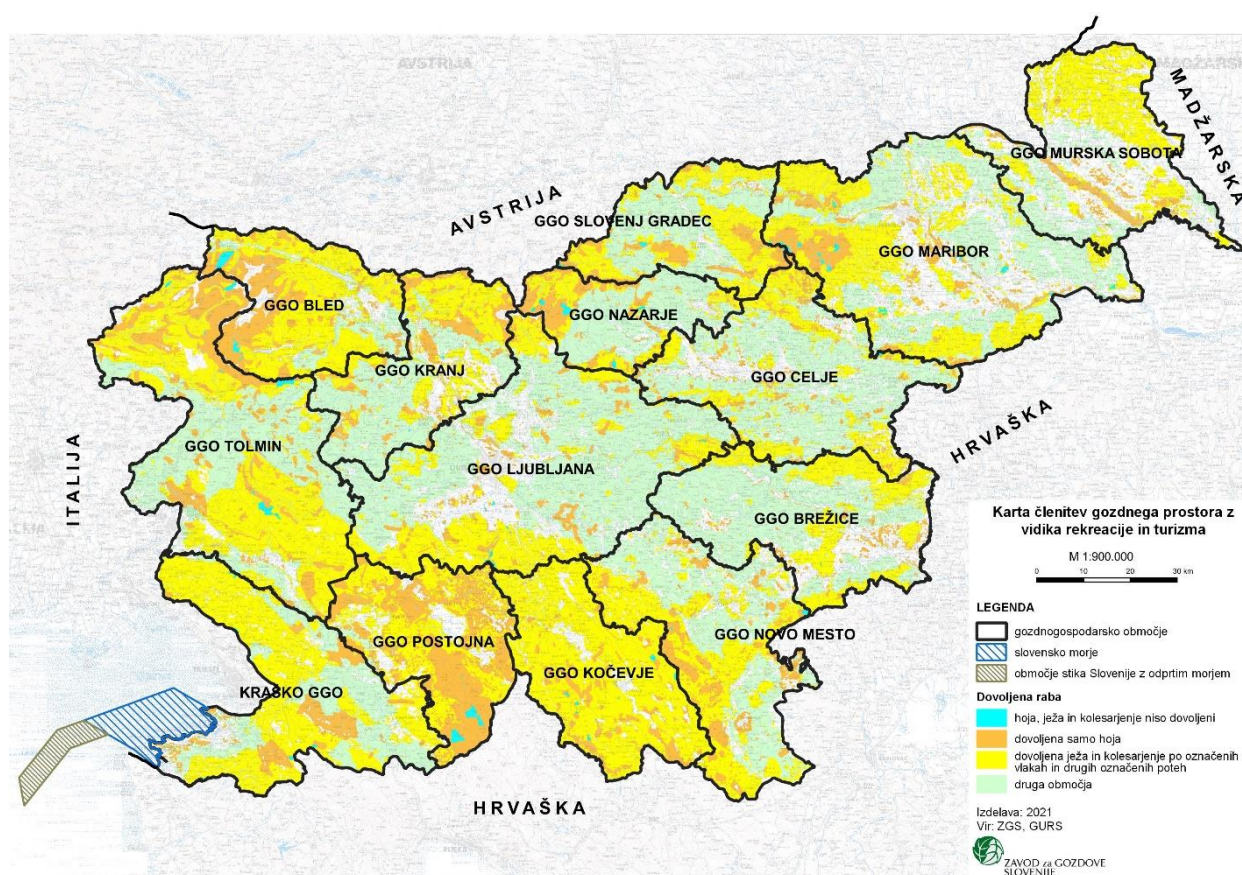 AVSTRIJA
MADŽARSKA
MADŽARSKA
GGO MURSKA SOBOTA
AVSTRIJA
GGO SLOVENJ GRADEC
GGO MARIBOR
GGO BLED
GGO NAZARJE
GGO KRANJ
GGO CELJE
HRVAŠKA
ITALIJA
GGO TOLMIN
GGO LJUBLJANA
GGO BREŽICE
GGO NOVO MESTO
GGO POSTOJNA
GGO KOČEVJE
KRAŠKO GGO
HRVAŠKA
Karta členitev gozdnega prostora z
vidika rekreacije in turizma
M 1:900.000
0 10 20 30 km
LEGENDA
gozdnogospodarsko območje
slovensko morje
območje stika Slovenije z odprtim morjem
Dovoljena raba
hoja, ježa in kolesarjenje niso dovoljeni
dovoljena samo hoja
dovoljena ježa in kolesarjenje po označenih
vlakah in drugih označenih poteh
druga območja
Izdelava: 2021
Vir: ZGS, GURS
ZAVOD za GOZDOVE
SLOVENIJE